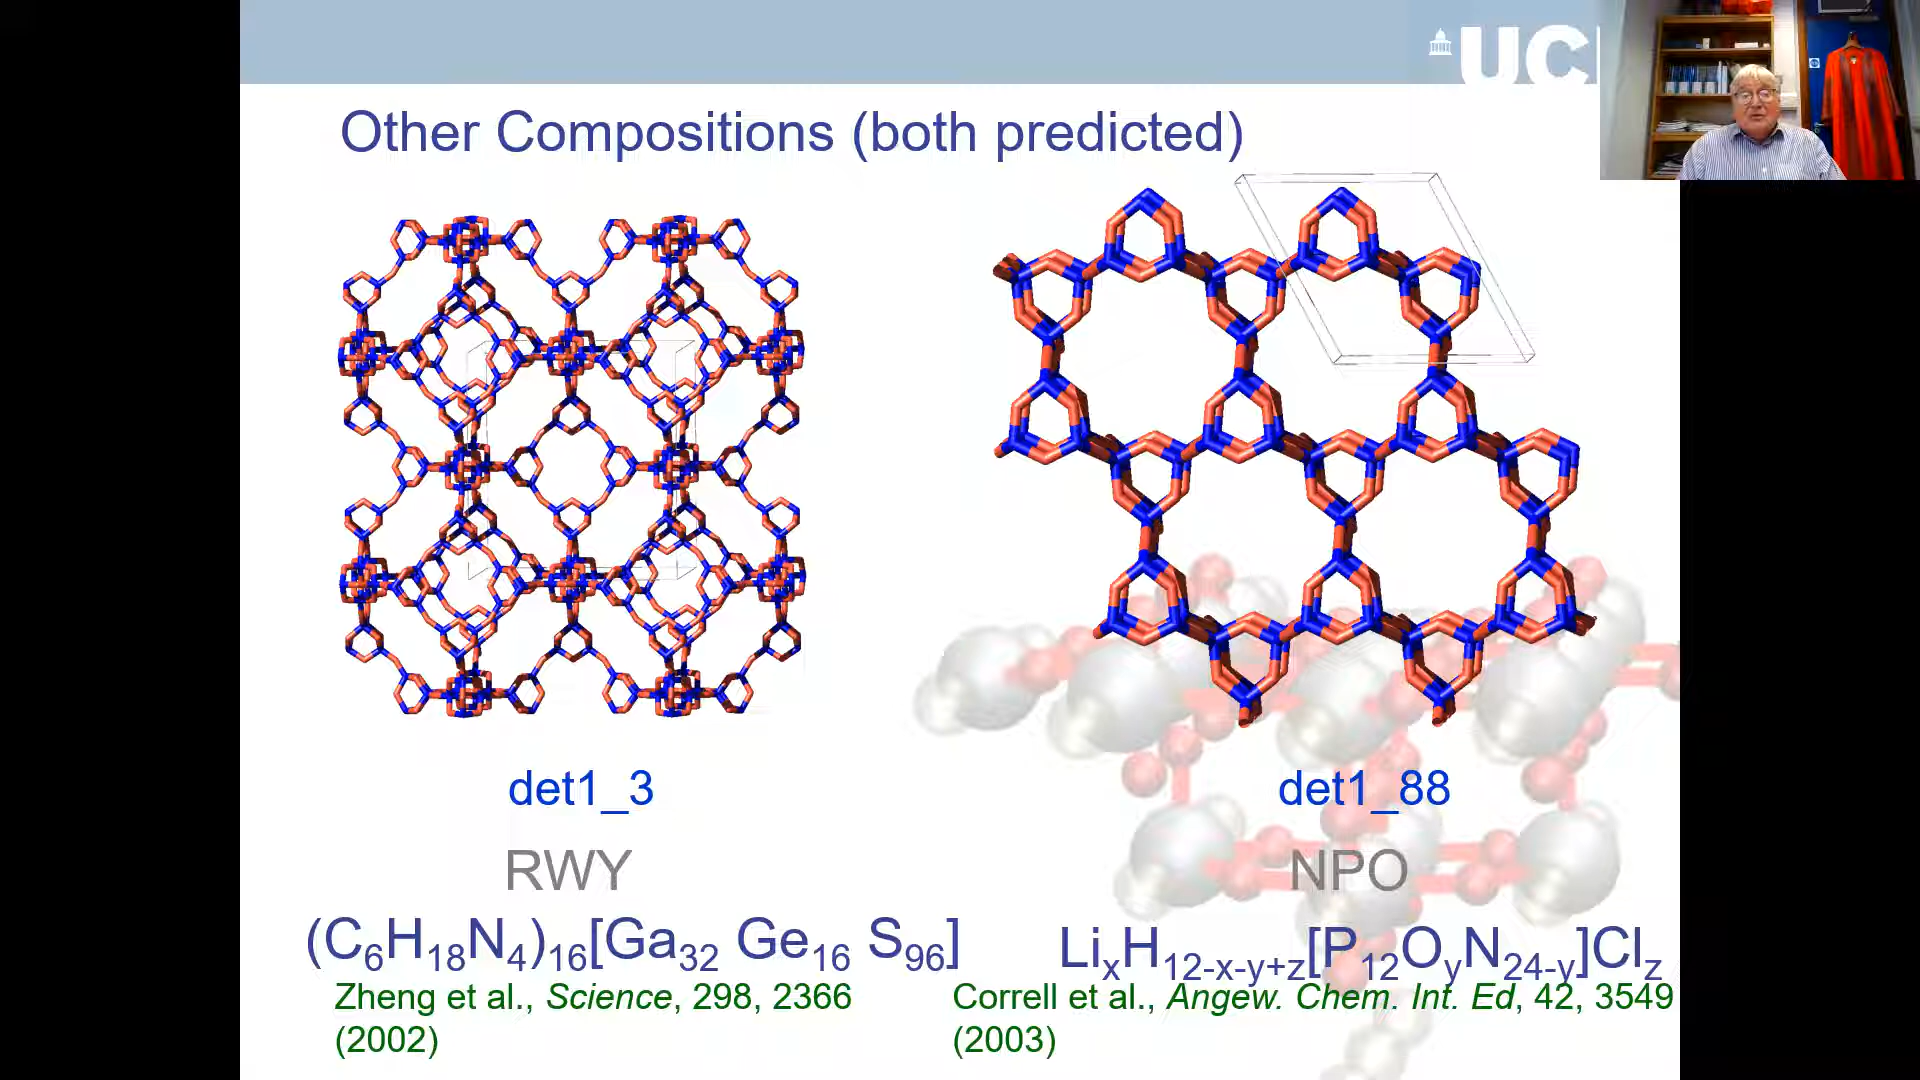 UC
Other Compositions (both predicted)
det1_3
det1_88
RWY
NPO
(C6H18N4)16[Ga32 Ge16 S96]
LixH12-x-y+z[P12OyN24-y]Clz
Zheng et al., Science, 298, 2366
(2002)
Correll et al., Angew. Chem. Int. Ed, 42, 3549
(2003)